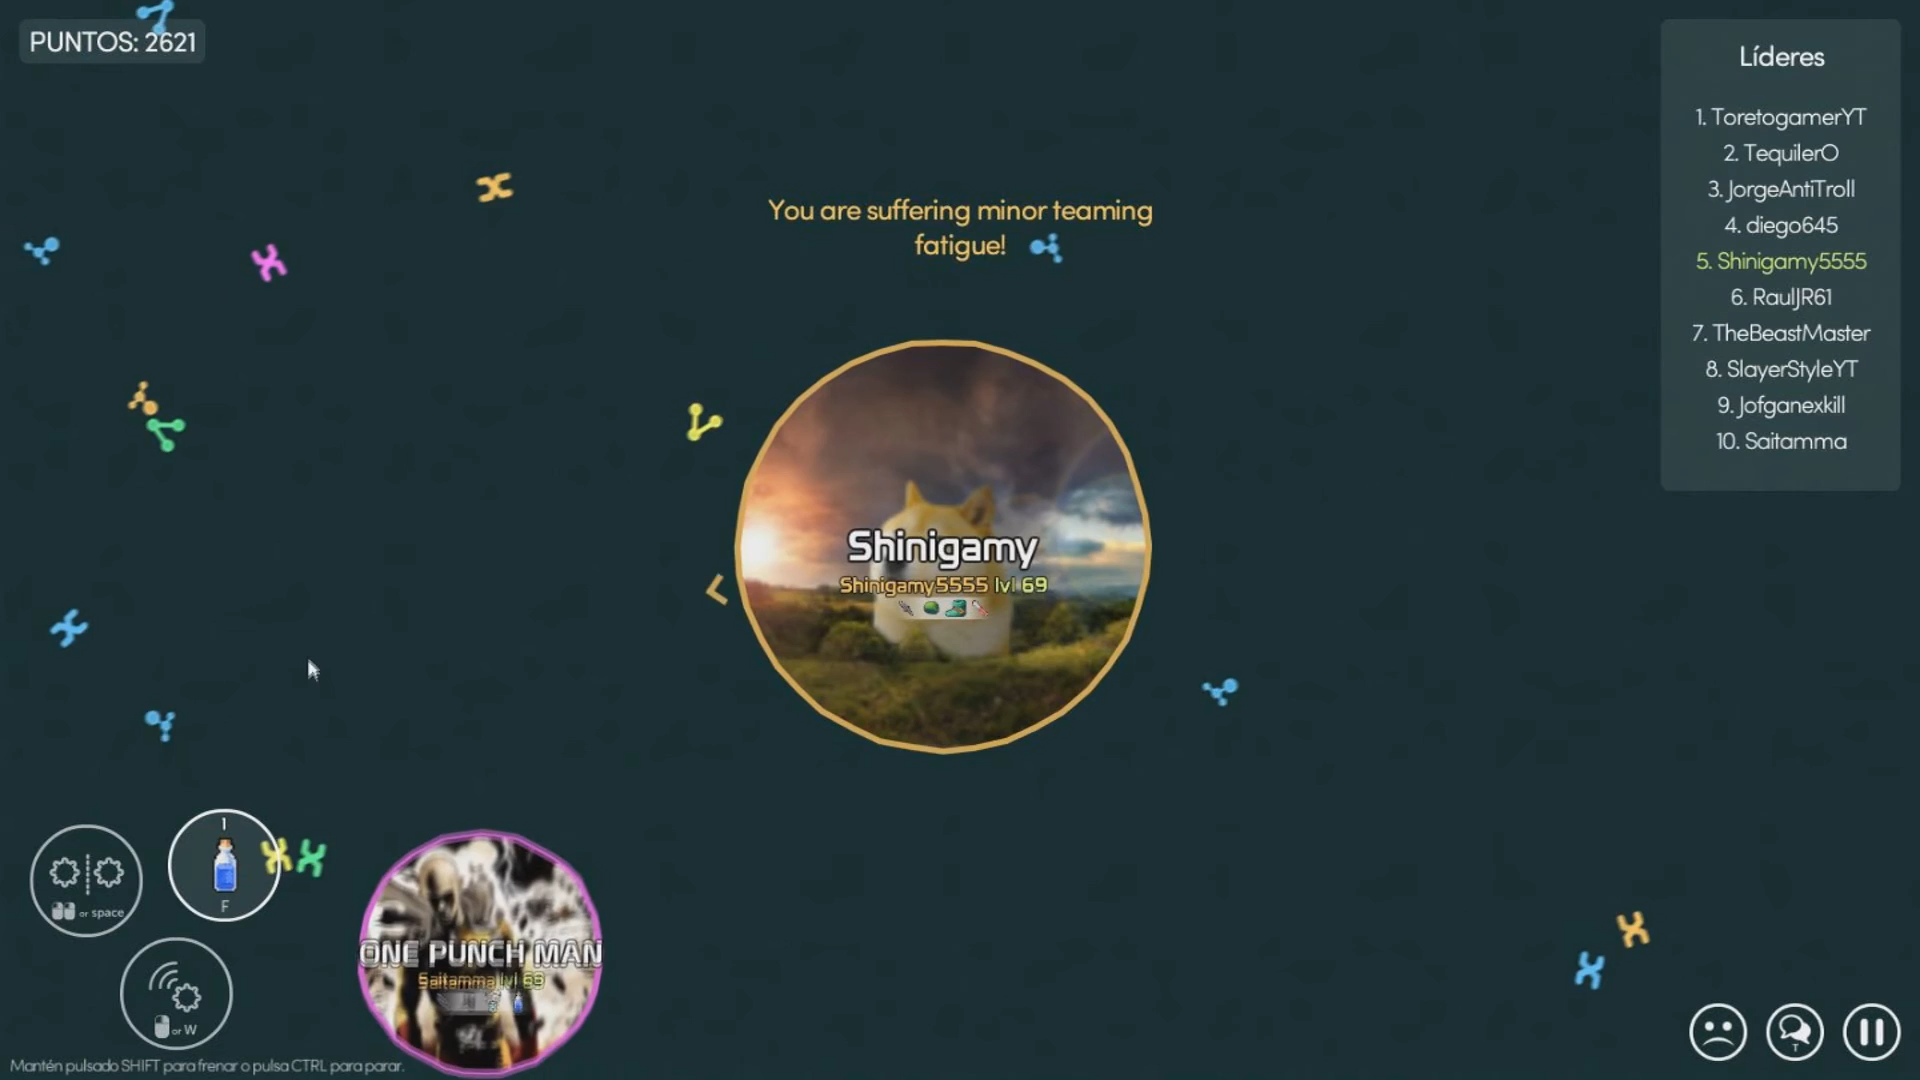 PUNTOS: 2621
Líderes
1. ToretogamerYT
2. TequilerO
3. JorgeAntiTroll
4. diego645
5. Shinigamy5555
6. RaulJR61
7. TheBeastMaster
8. SlayerStyleYT
9. Jofganexkill
10. Saitamma
You are suffering minor teaming
fatigue!
Shinigamy
Shinigamy5555 lvl 69
1
F
or space
or W
ONE PUNCH MAN
Saitamma lvl 69
T
Mantén pulsado SHIFT para frenar o pulsa CTRL para parar.